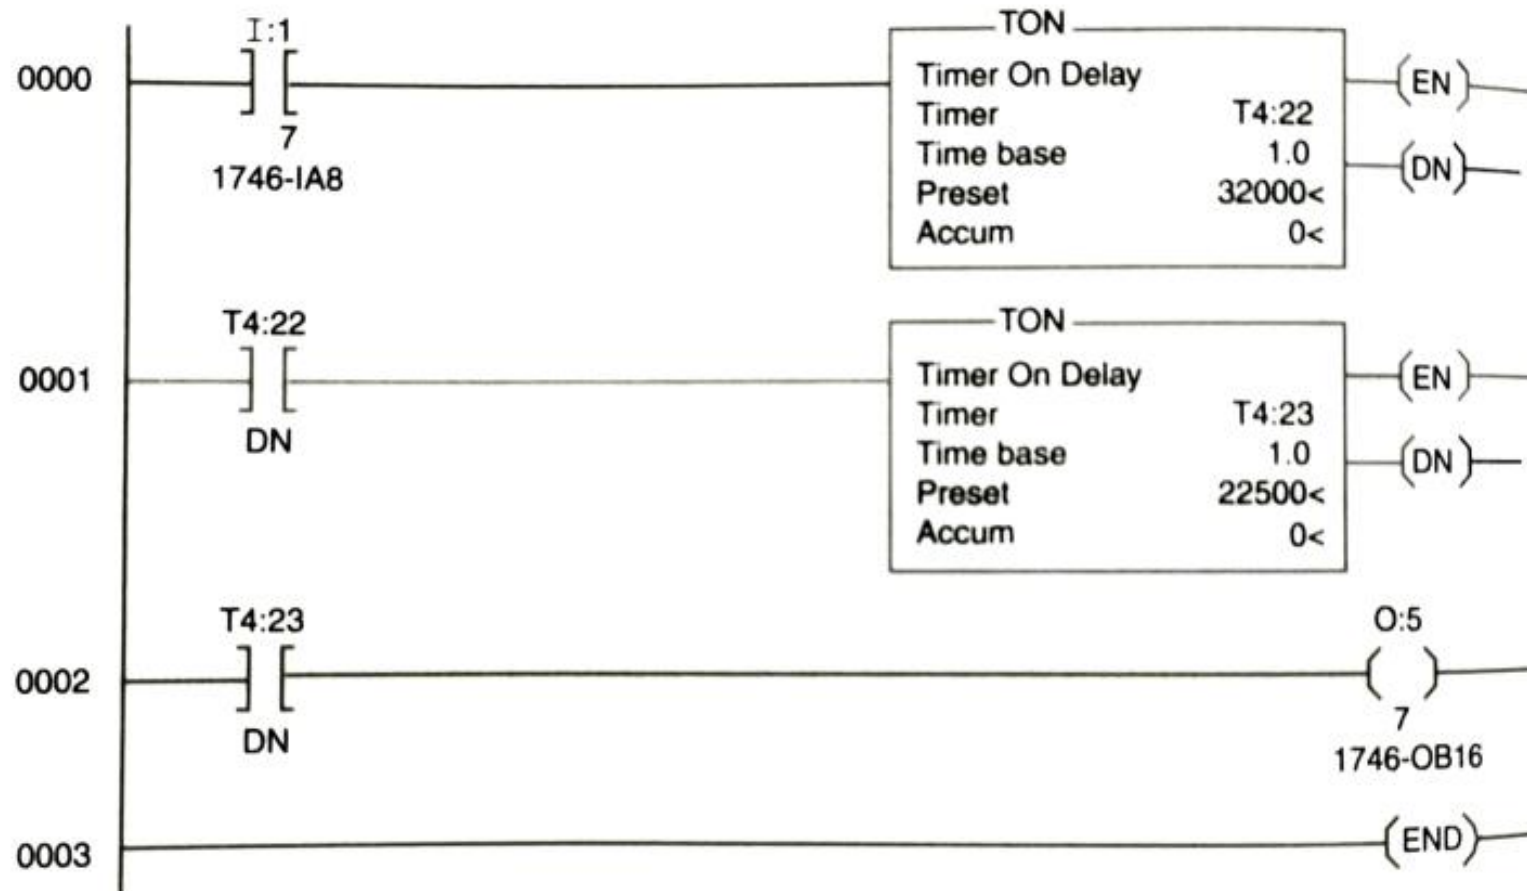 I:1
0000
7
1746-IA8
TON
Timer On Delay
Timer T4:22
Time base 1.0
Preset 32000<
Accum 0<
(EN)
(DN)
T4:22
0001
DN
TON
Timer On Delay
Timer T4:23
Time base 1.0
Preset 22500<
Accum 0<
(EN)
(DN)
T4:23
0002
DN
O:5
7
1746-OB16
0003
(END)